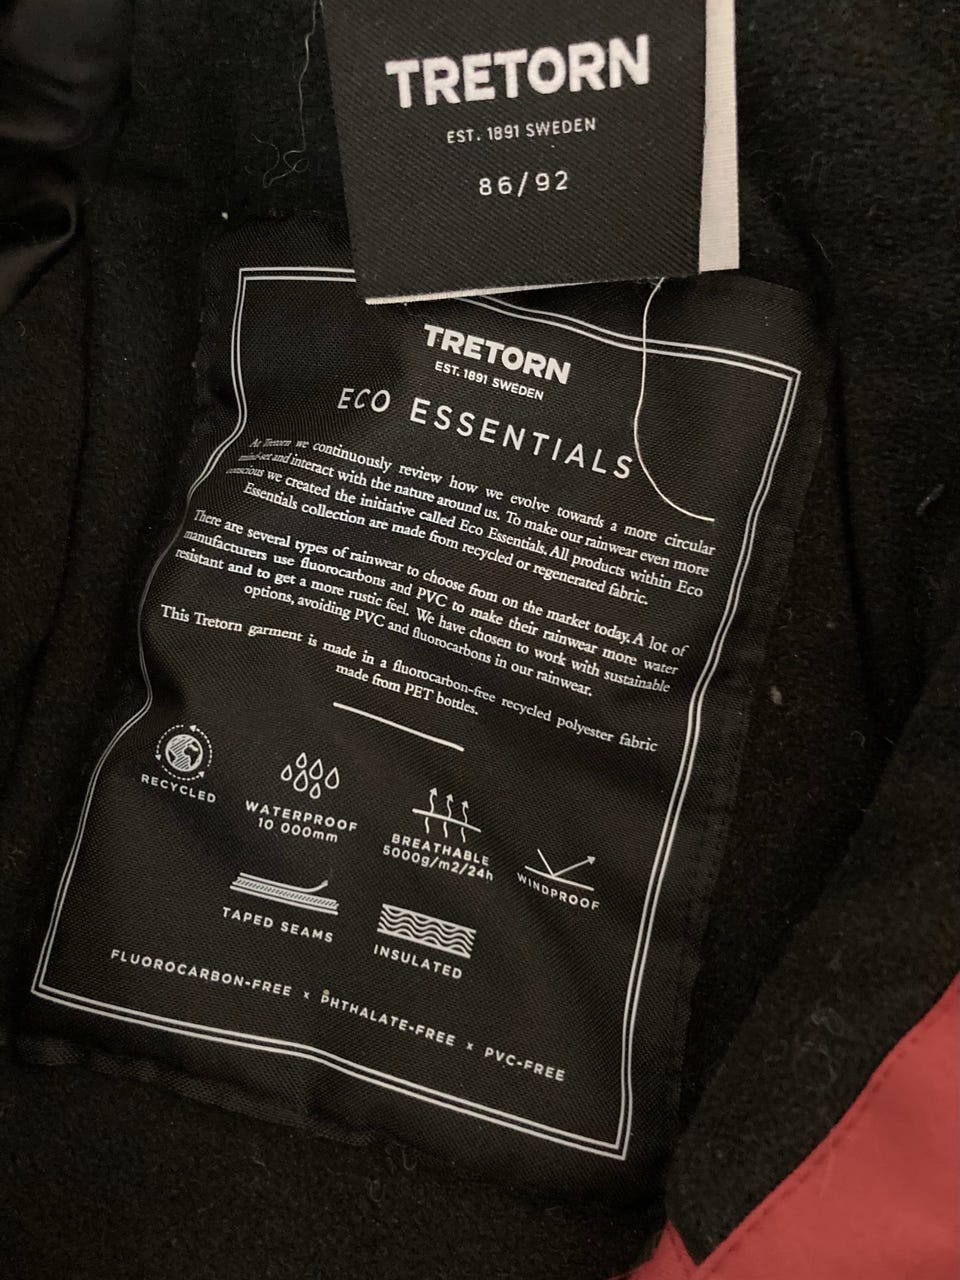 TRETORN
EST. 1891 SWEDEN
86/92
TRETORN
EST. 1891 SWEDEN
ECO ESSENTIALS
At Tretorn we continuously review how we evolve towards a more circular
mind-set and interact with the nature around us. To make our rainwear even more
conscious we created the initiative called Eco Essentials. All products within Eco
Essentials collection are made from recycled or regenerated fabric.
There are several types of rainwear to choose from on the market today. A lot of
manufacturers use fluorocarbons and PVC to make their rainwear more water
resistant and to get a more rustic feel. We have chosen to work with sustainable
options, avoiding PVC and fluorocarbons in our rainwear.
This Tretorn garment is made in a fluorocarbon-free recycled polyester fabric
made from PET bottles.
RECYCLED
WATERPROOF
10 000mm
BREATHABLE
5000g/m2/24h
WINDPROOF
TAPED SEAMS
INSULATED
FLUOROCARBON-FREE x PHTHALATE-FREE x PVC-FREE